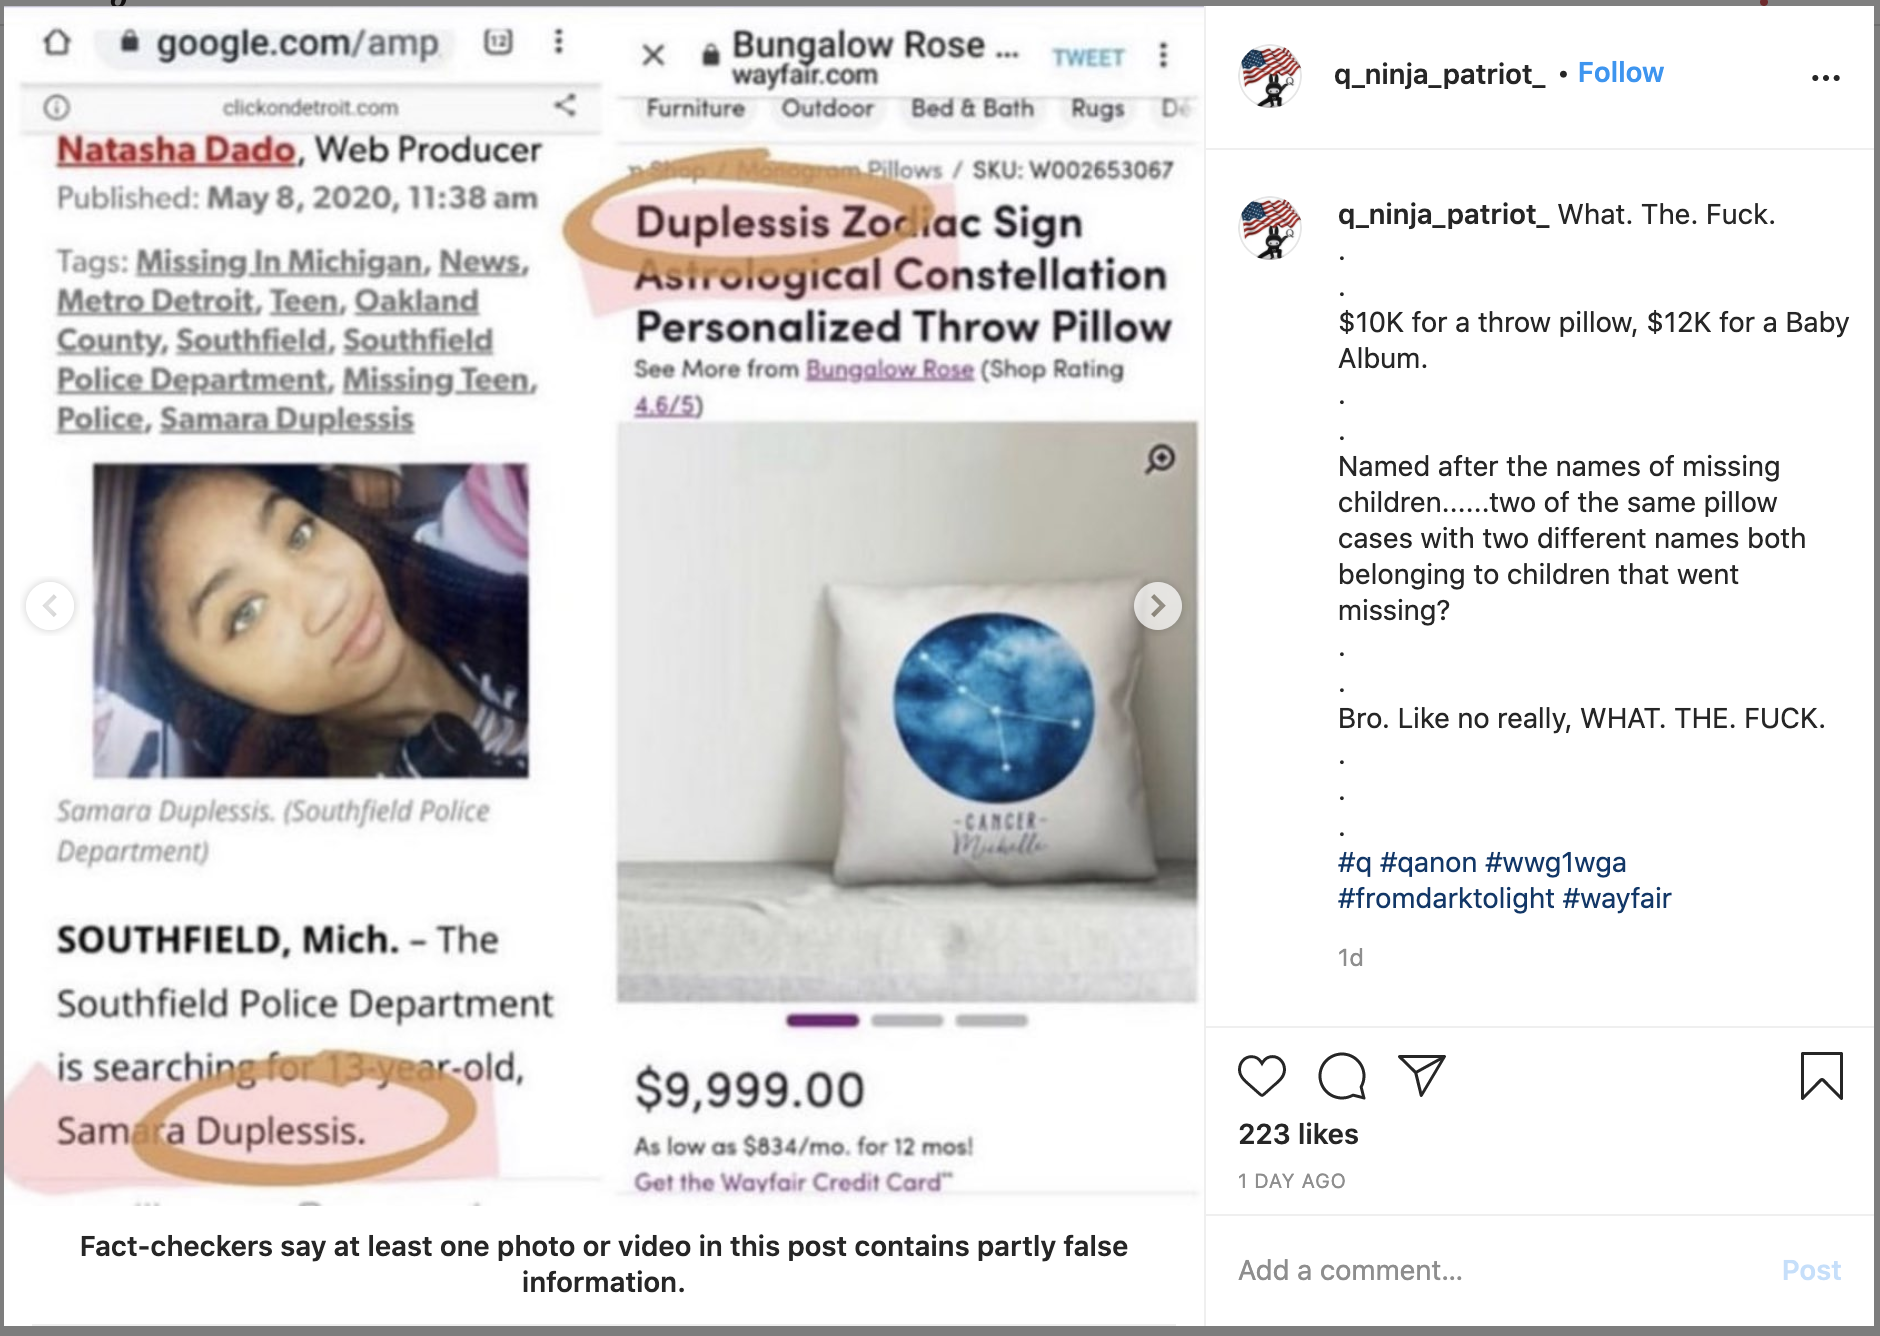 google.com/amp
12
clickondetroit.com
Natasha Dado, Web Producer
Published: May 8, 2020, 11:38 am
Tags: Missing In Michigan, News,
Metro Detroit, Teen, Oakland
County, Southfield, Southfield
Police Department, Missing Teen,
Police, Samara Duplessis
Samara Duplessis. (Southfield Police
Department)
SOUTHFIELD, Mich. – The
Southfield Police Department
is searching for 13-year-old,
Samara Duplessis.
Bungalow Rose ...
wayfair.com
TWEET
Furniture Outdoor Bed & Bath Rugs Dé
n Shop / Monogram Pillows / SKU: W002653067
Duplessis Zodiac Sign
Astrological Constellation
Personalized Throw Pillow
See More from Bungalow Rose (Shop Rating
4.6/5)
-CANCER-
Michelle
$9,999.00
As low as $834/mo. for 12 mos!
Get the Wayfair Credit Card™
Fact-checkers say at least one photo or video in this post contains partly false
information.
q_ninja_patriot_ • Follow
...
q_ninja_patriot_ What. The. Fuck.
.
.
$10K for a throw pillow, $12K for a Baby
Album.
.
.
Named after the names of missing
children......two of the same pillow
cases with two different names both
belonging to children that went
missing?
.
.
Bro. Like no really, WHAT. THE. FUCK.
.
.
.
#q #qanon #wwg1wga
#fromdarktolight #wayfair
1d
223 likes
1 DAY AGO
Add a comment...
Post